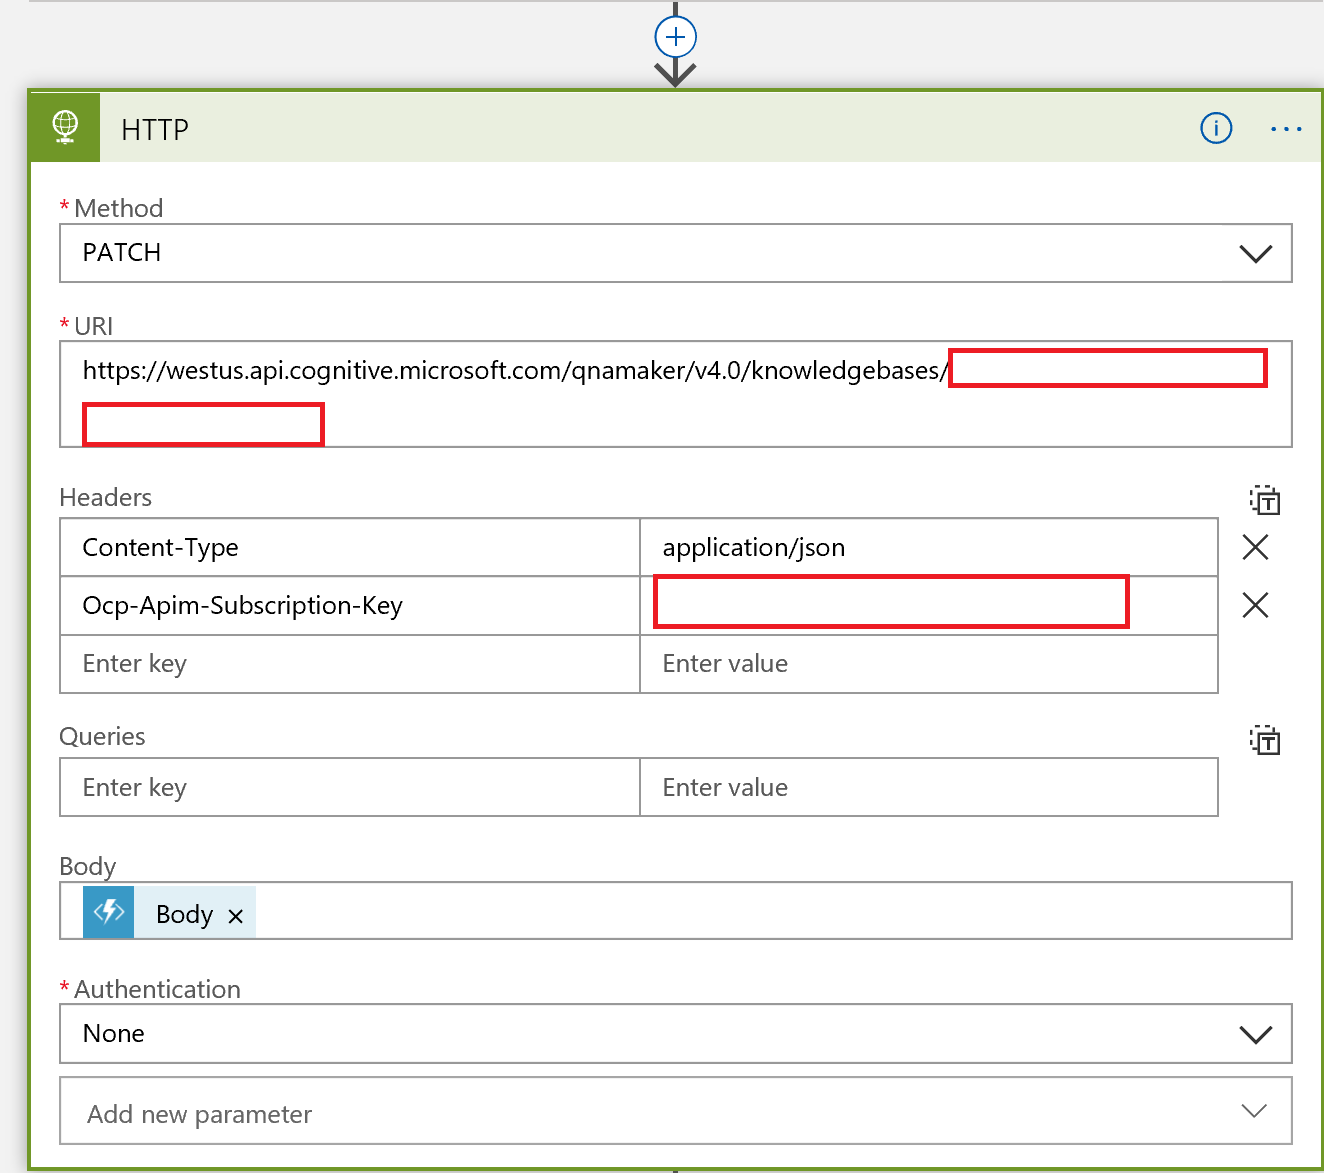 HTTP
* Method
PATCH
* URI
https://westus.api.cognitive.microsoft.com/qnamaker/v4.0/knowledgebases/
Headers
Content-Type application/json
Ocp-Apim-Subscription-Key
Enter key Enter value
Queries
Enter key Enter value
Body
Body
* Authentication
None
Add new parameter